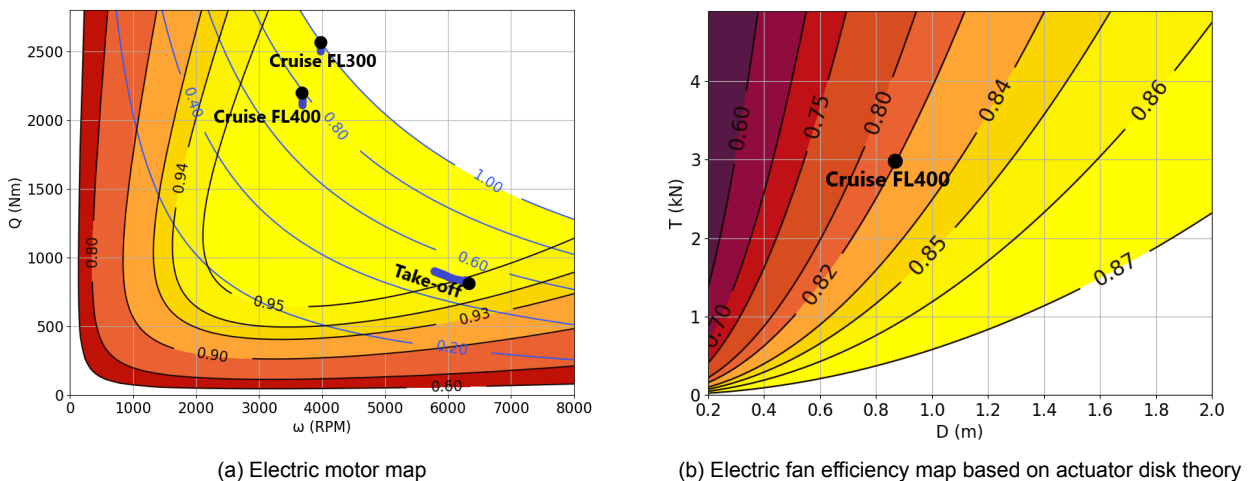 2500
2000
1500
1000
500
0
Q (Nm)
0 1000 2000 3000 4000 5000 6000 7000 8000
ω (RPM)
Cruise FL300
Cruise FL400
Take-off
0.40
0.80
1.00
0.94
0.80
0.60
0.95
0.93
0.90
0.20
0.60
(a) Electric motor map
4
3
2
1
0
T (kN)
0.2 0.4 0.6 0.8 1.0 1.2 1.4 1.6 1.8 2.0
D (m)
0.60
0.75
0.80
0.84
0.86
Cruise FL400
0.70
0.82
0.85
0.87
(b) Electric fan efficiency map based on actuator disk theory